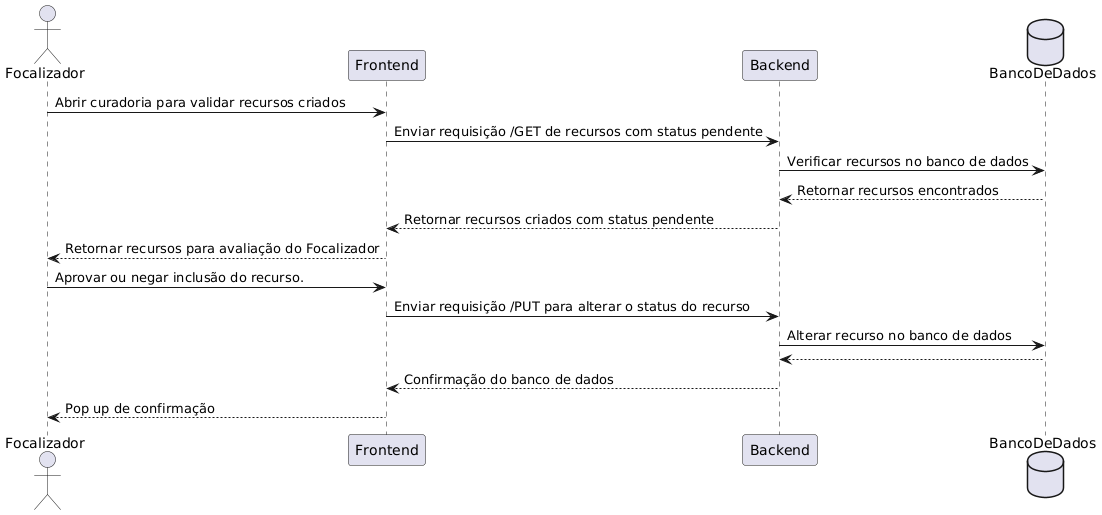 Focalizador
Frontend
Backend
BancoDeDados
Abrir curadoria para validar recursos criados
Enviar requisição /GET de recursos com status pendente
Verificar recursos no banco de dados
Retornar recursos encontrados
Retornar recursos criados com status pendente
Retornar recursos para avaliação do Focalizador
Aprovar ou negar inclusão do recurso.
Enviar requisição /PUT para alterar o status do recurso
Alterar recurso no banco de dados
Confirmação do banco de dados
Pop up de confirmação
Focalizador
Frontend
Backend
BancoDeDados